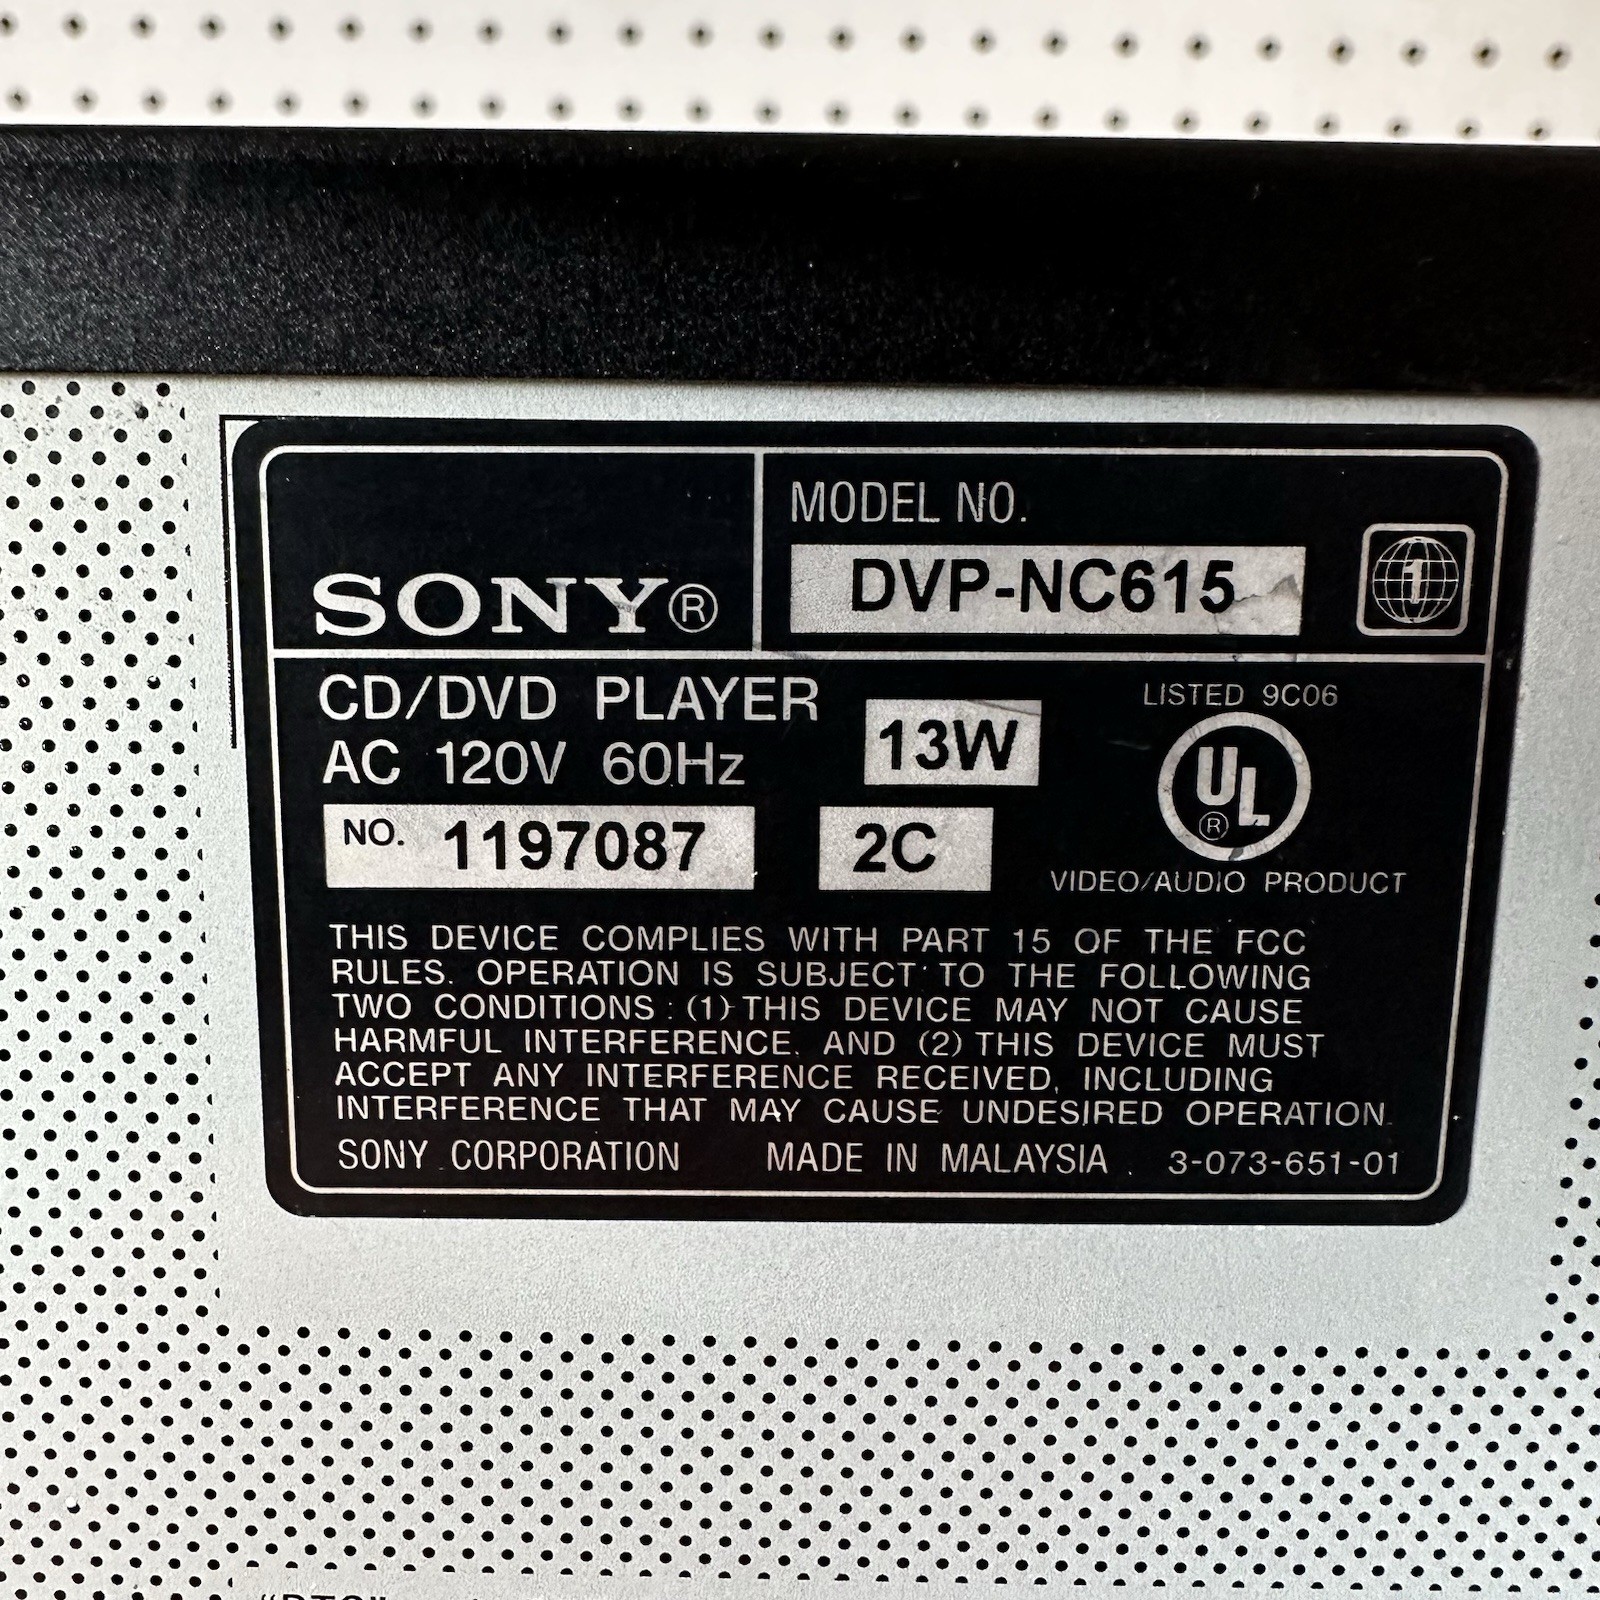 SONY®
MODEL NO.
DVP-NC615
1
CD/DVD PLAYER
AC 120V 60Hz
13W
LISTED 9C06
UL®
NO. 1197087
2C
VIDEO/AUDIO PRODUCT
THIS DEVICE COMPLIES WITH PART 15 OF THE FCC
RULES. OPERATION IS SUBJECT TO THE FOLLOWING
TWO CONDITIONS : (1) THIS DEVICE MAY NOT CAUSE
HARMFUL INTERFERENCE, AND (2) THIS DEVICE MUST
ACCEPT ANY INTERFERENCE RECEIVED, INCLUDING
INTERFERENCE THAT MAY CAUSE UNDESIRED OPERATION.
SONY CORPORATION MADE IN MALAYSIA 3-073-651-01